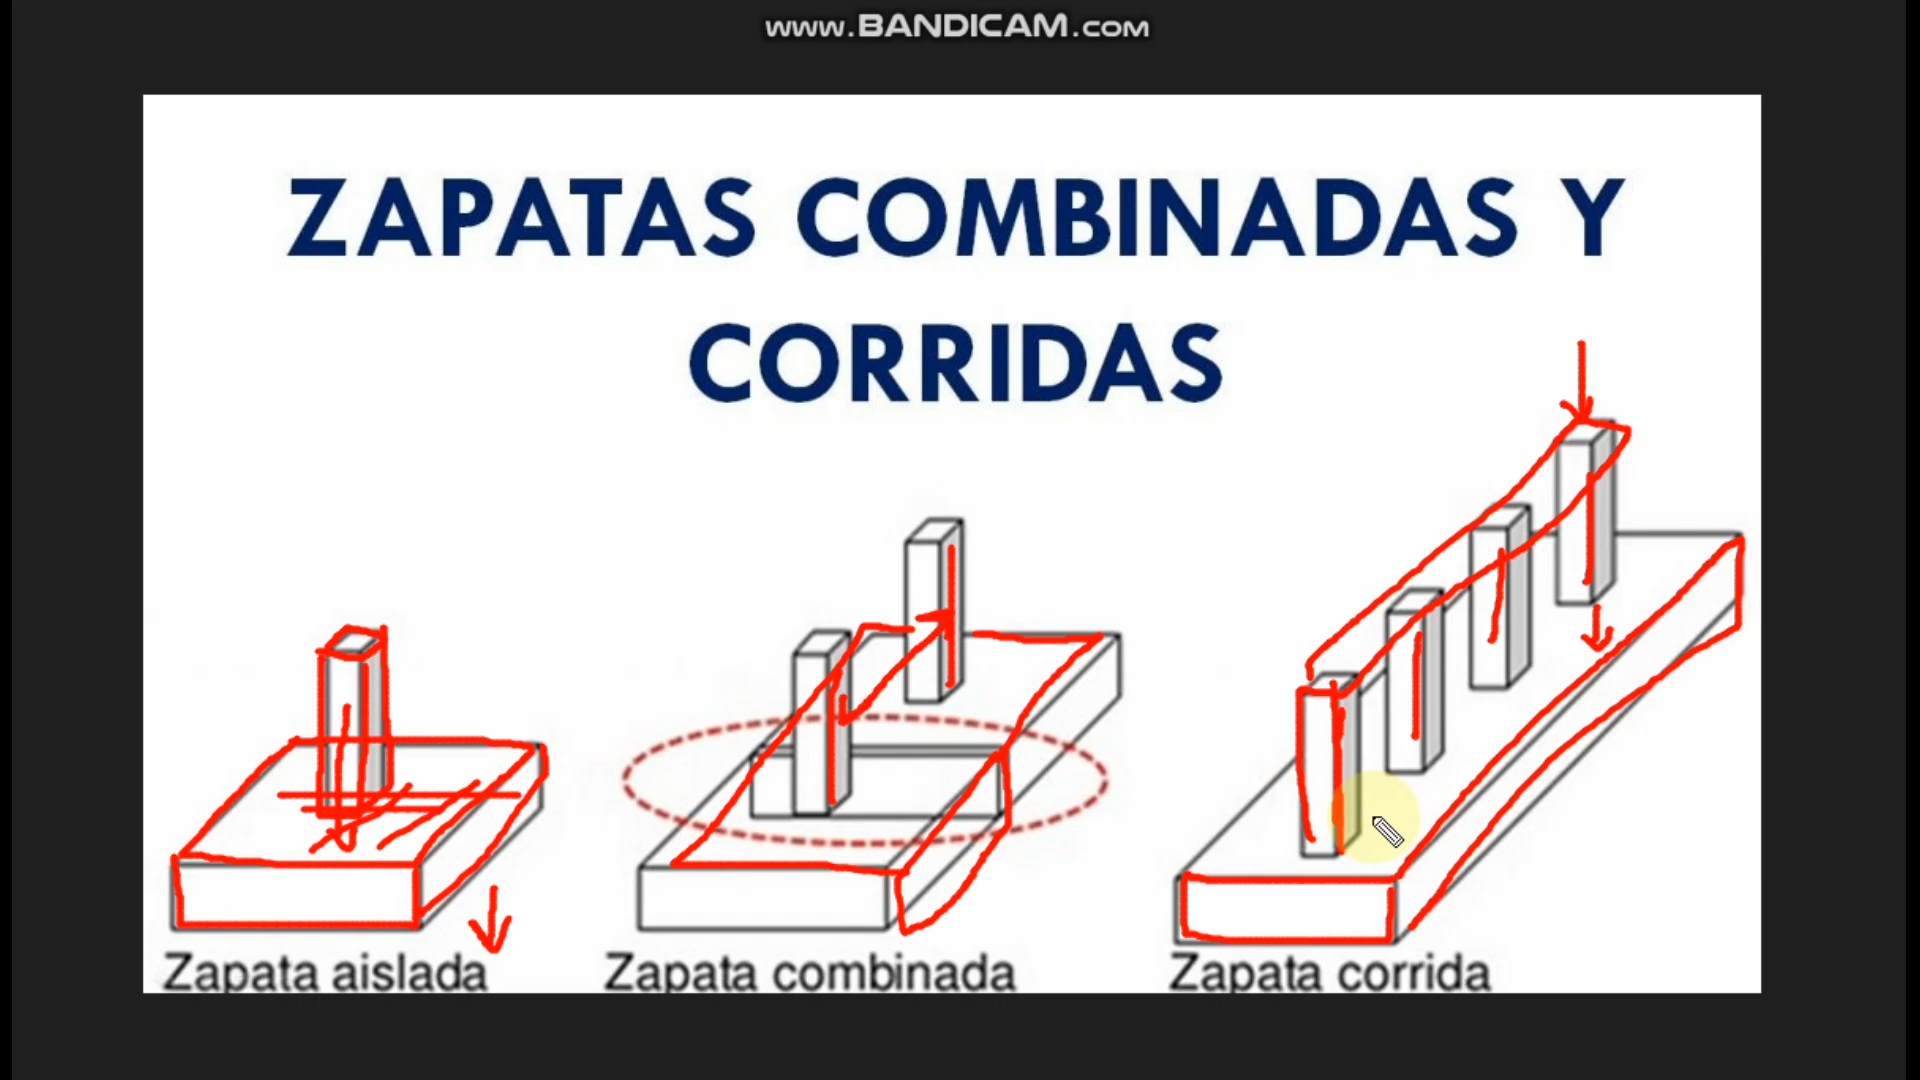 www.BANDICAM.com
ZAPATAS COMBINADAS Y
CORRIDAS
Zapata aislada
Zapata combinada
Zapata corrida